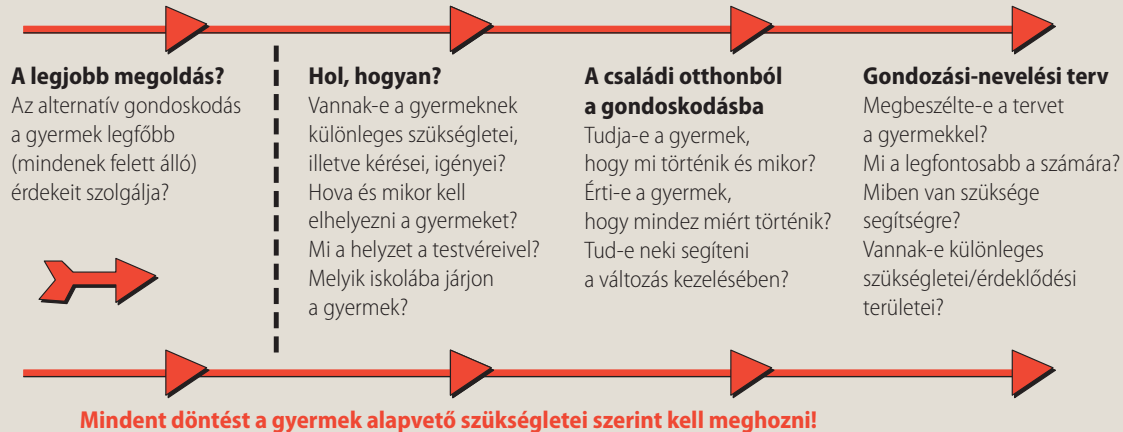 A legjobb megoldás?
Az alternatív gondoskodás
a gyermek legfőbb
(mindenek felett álló)
érdekeit szolgálja?
Hol, hogyan?
Vannak-e a gyermeknek
különleges szükségletei,
illetve kérései, igényei?
Hova és mikor kell
elhelyezni a gyermeket?
Mi a helyzet a testvéreivel?
Melyik iskolába járjon
a gyermek?
A családi otthonból
a gondoskodásba
Tudja-e a gyermek,
hogy mi történik és mikor?
Érti-e a gyermek,
hogy mindez miért történik?
Tud-e neki segíteni
a változás kezelésében?
Gondozási-nevelési terv
Megbeszélte-e a tervet
a gyermekkel?
Mi a legfontosabb a számára?
Miben van szüksége
segítségre?
Vannak-e különleges
szükségletei/érdeklődési
területei?
Mindent döntést a gyermek alapvető szükségletei szerint kell meghozni!